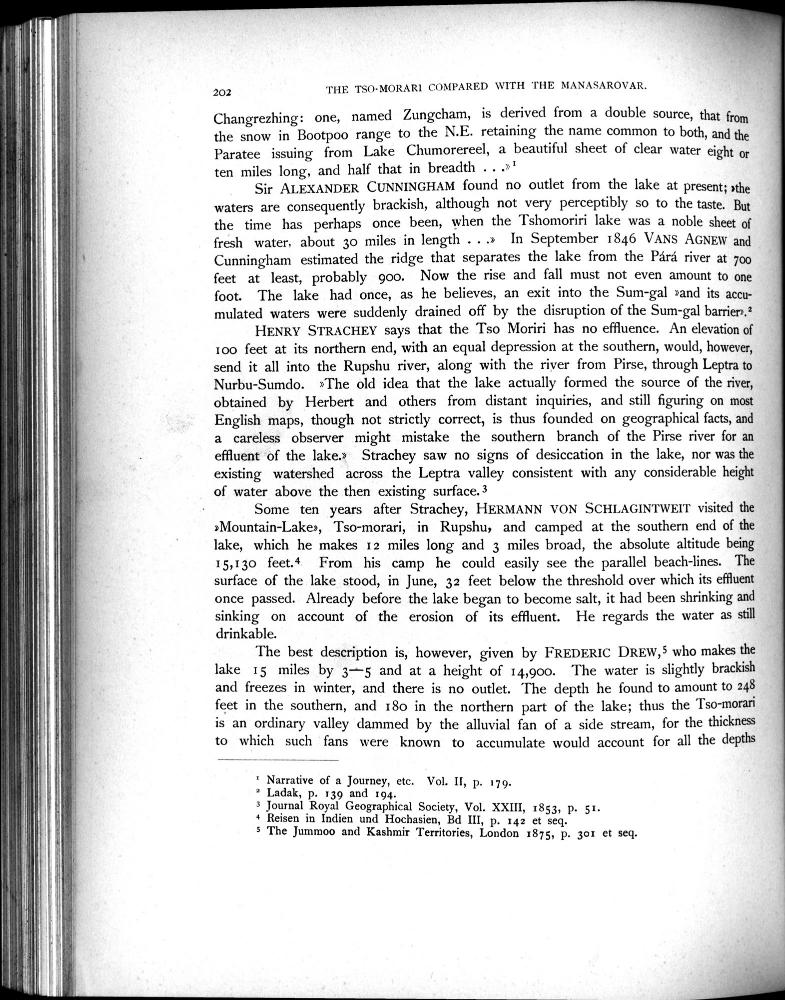 202 THE TSO-MORARI COMPARED WITH THE MANASAROVAR.
Changrezhing: one, named Zungcham, is derived from a double source, that from
the snow in Bootpoo range to the N.E. retaining the name common to both, and the
Paratee issuing from Lake Chumorereel, a beautiful sheet of clear water eight or
ten miles long, and half that in breadth . . .» ¹
Sir ALEXANDER CUNNINGHAM found no outlet from the lake at present; »the
waters are consequently brackish, although not very perceptibly so to the taste. But
the time has perhaps once been, when the Tshomoriri lake was a noble sheet of
fresh water, about 30 miles in length . . .» In September 1846 VANS AGNEW and
Cunningham estimated the ridge that separates the lake from the Párá river at 700
feet at least, probably 900. Now the rise and fall must not even amount to one
foot. The lake had once, as he believes, an exit into the Sum-gal »and its accu-
mulated waters were suddenly drained off by the disruption of the Sum-gal barrier». ²
HENRY STRACHEY says that the Tso Moriri has no effluence. An elevation of
100 feet at its northern end, with an equal depression at the southern, would, however,
send it all into the Rupshu river, along with the river from Pirse, through Leptra to
Nurbu-Sumdo. »The old idea that the lake actually formed the source of the river,
obtained by Herbert and others from distant inquiries, and still figuring on most
English maps, though not strictly correct, is thus founded on geographical facts, and
a careless observer might mistake the southern branch of the Pirse river for an
effluent of the lake.» Strachey saw no signs of desiccation in the lake, nor was the
existing watershed across the Leptra valley consistent with any considerable height
of water above the then existing surface. ³
Some ten years after Strachey, HERMANN VON SCHLAGINTWEIT visited the
»Mountain-Lake», Tso-morari, in Rupshu, and camped at the southern end of the
lake, which he makes 12 miles long and 3 miles broad, the absolute altitude being
15,130 feet. ⁴ From his camp he could easily see the parallel beach-lines. The
surface of the lake stood, in June, 32 feet below the threshold over which its effluent
once passed. Already before the lake began to become salt, it had been shrinking and
sinking on account of the erosion of its effluent. He regards the water as still
drinkable.
The best description is, however, given by FREDERIC DREW, ⁵ who makes the
lake 15 miles by 3—5 and at a height of 14,900. The water is slightly brackish
and freezes in winter, and there is no outlet. The depth he found to amount to 248
feet in the southern, and 180 in the northern part of the lake; thus the Tso-morari
is an ordinary valley dammed by the alluvial fan of a side stream, for the thickness
to which such fans were known to accumulate would account for all the depths
¹ Narrative of a Journey, etc. Vol. II, p. 179.
² Ladak, p. 139 and 194.
³ Journal Royal Geographical Society, Vol. XXIII, 1853, p. 51.
⁴ Reisen in Indien und Hochasien, Bd III, p. 142 et seq.
⁵ The Jummoo and Kashmir Territories, London 1875, p. 301 et seq.